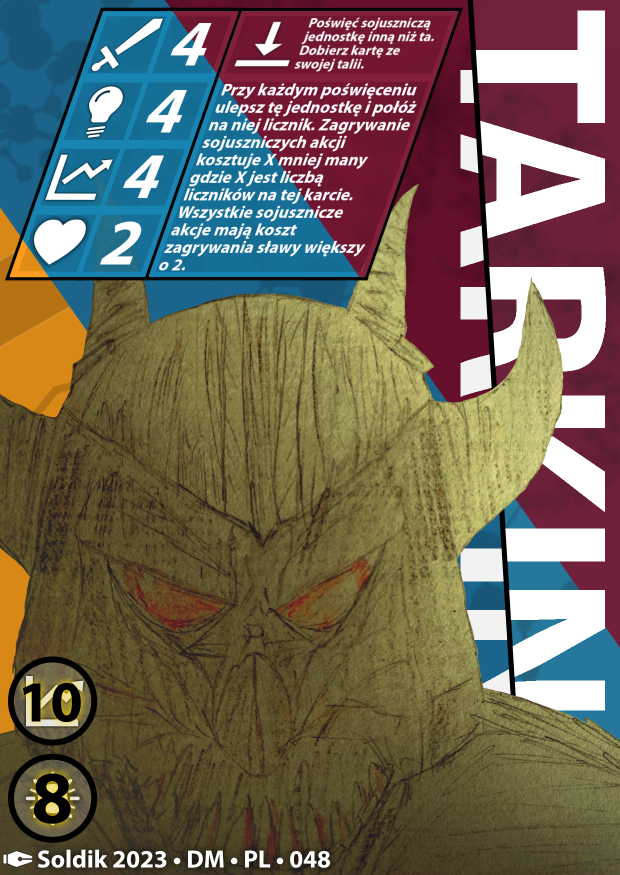 4
4
4
2
Poświęć sojuszniczą
jednostkę inną niż ta.
Dobierz kartę ze
swojej talii.
Przy każdym poświęceniu
ulepsz tę jednostkę i połóż
na niej licznik. Zagrywanie
sojuszniczych akcji
kosztuje X mniej many
gdzie X jest liczbą
liczników na tej karcie.
Wszystkie sojusznicze
akcje mają koszt
zagrywania sławy większy
o 2.
TARKIN
10
8
Soldik 2023 • DM • PL • 048